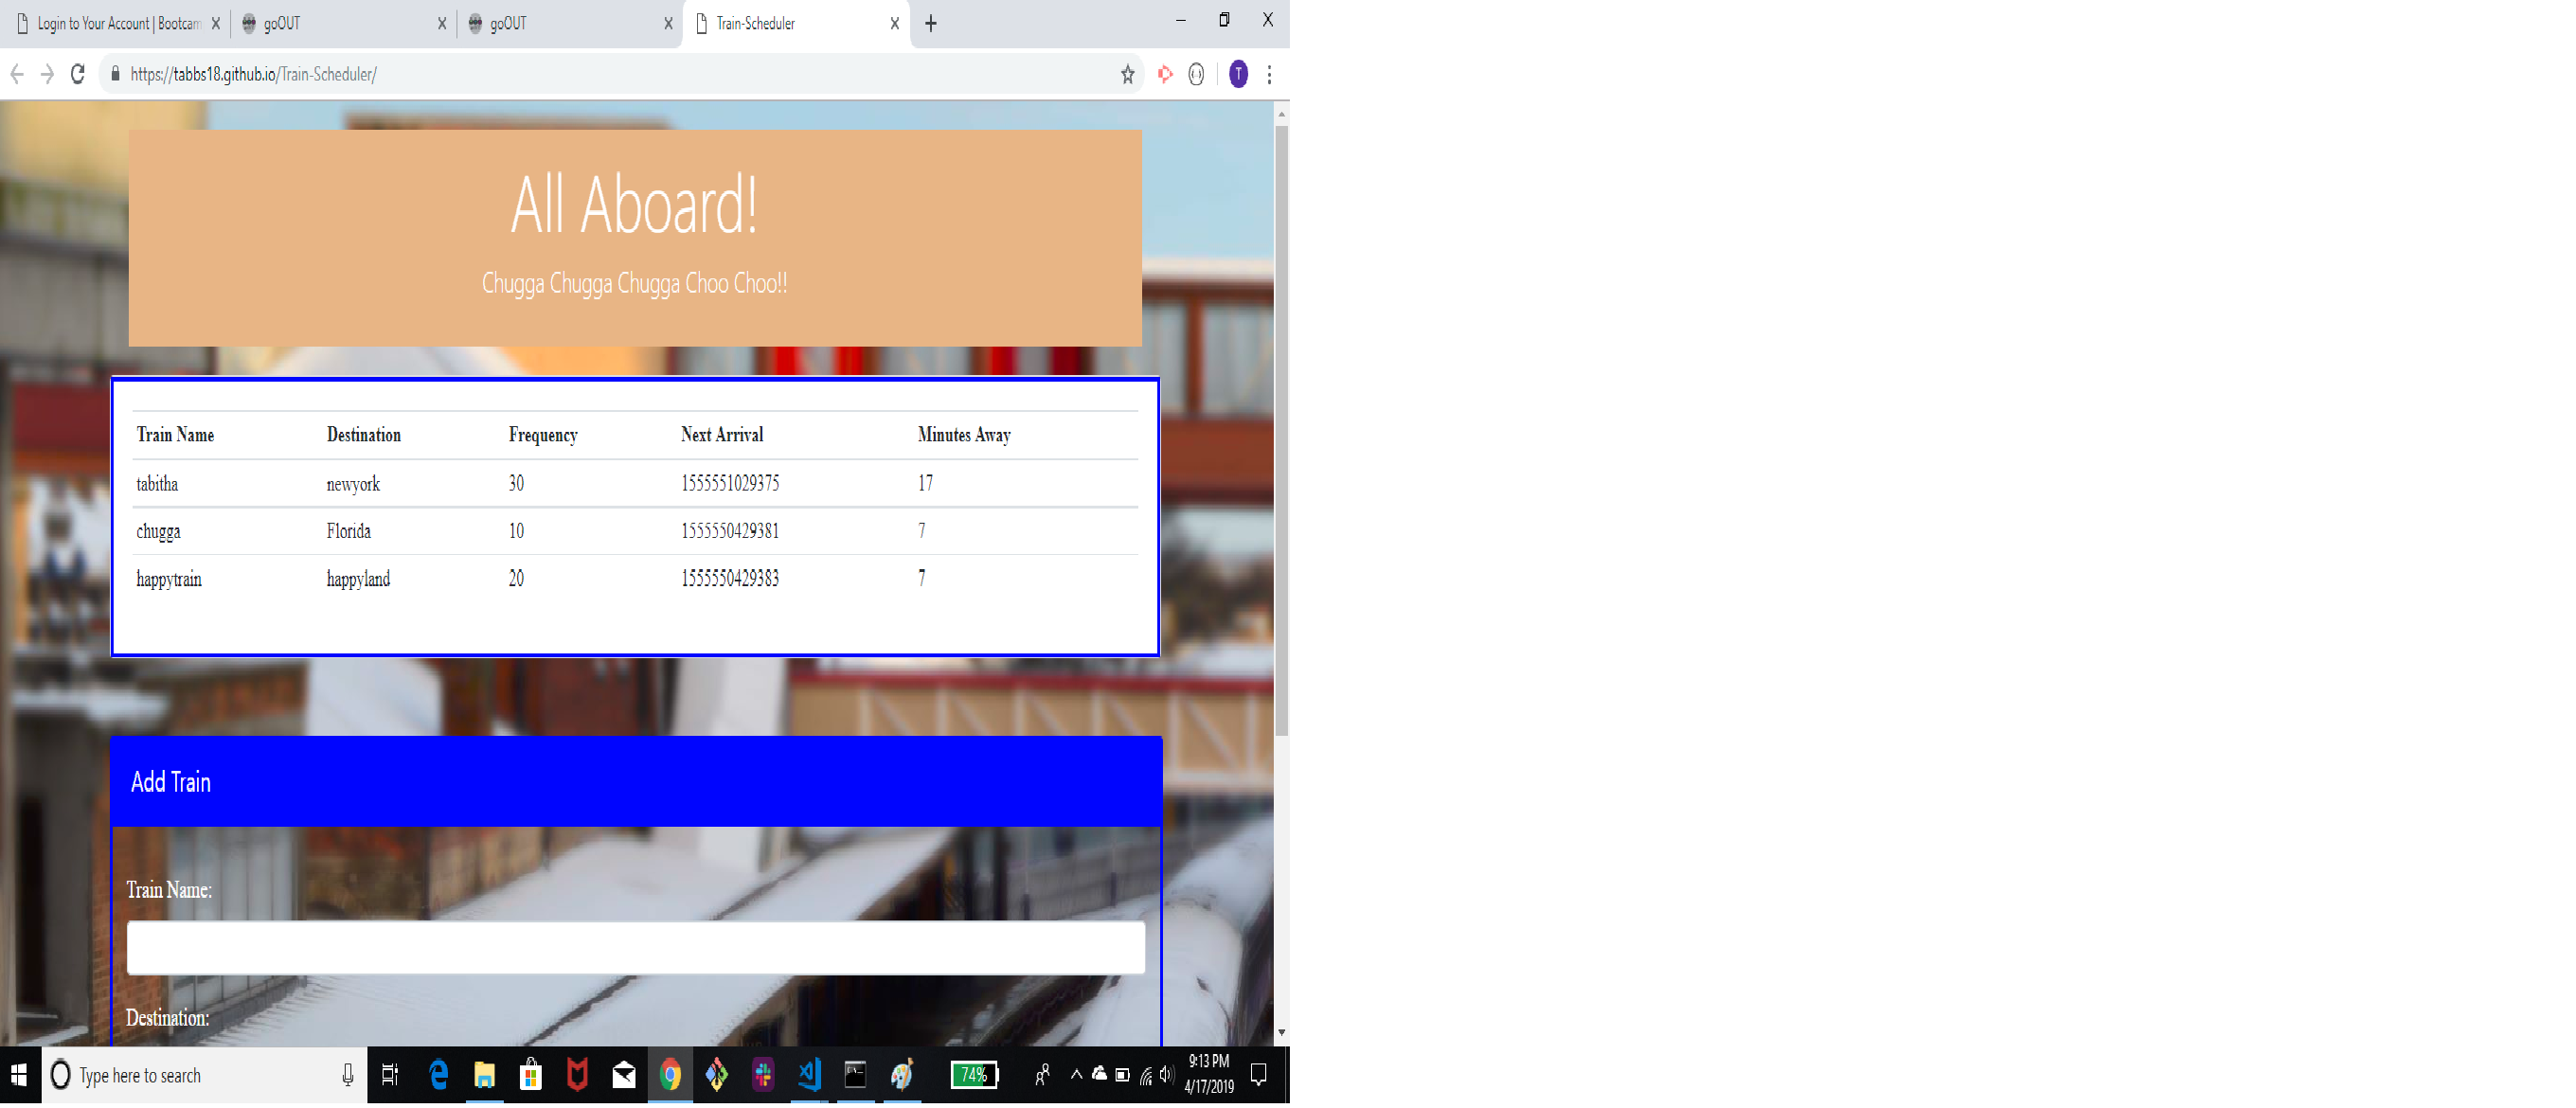 Login to Your Account | Bootcam
goOUT
goOUT
Train-Scheduler
https://tabbs18.github.io/Train-Scheduler/
T
All Aboard!
Chugga Chugga Chugga Choo Choo!!
Train Name Destination Frequency Next Arrival Minutes Away
tabitha newyork 30 1555551029375 17
chugga Florida 10 1555550429381 7
happytrain happyland 20 1555550429383 7
Add Train
Train Name:
Destination:
Type here to search
74%
9:13 PM
4/17/2019